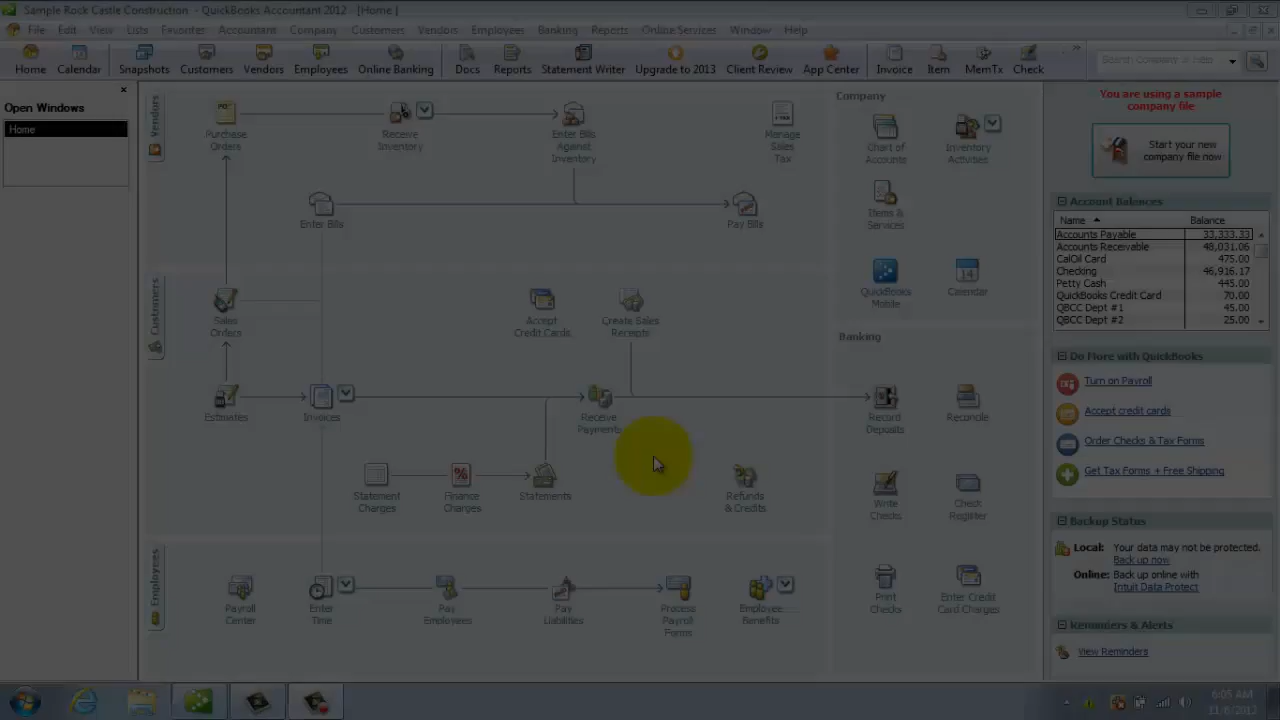 Sample Rock Castle Construction - QuickBooks Accountant 2012 - [Home ]
File Edit View Lists Favorites Accountant Company Customers Vendors Employees Banking Reports Online Services Window Help
Home Calendar Snapshots Customers Vendors Employees Online Banking Docs Reports Statement Writer Upgrade to 2013 Client Review App Center Invoice Item MemTx Check
Search Company or Help
Open Windows
Home
Vendors
Purchase
Orders
Receive
Inventory
Enter Bills
Against
Inventory
Manage
Sales
Tax
Enter Bills
Pay Bills
Customers
Sales
Orders
Accept
Credit Cards
Create Sales
Receipts
Estimates
Invoices
Receive
Payments
Statement
Charges
Finance
Charges
Statements
Refunds
& Credits
Employees
Payroll
Center
Enter
Time
Pay
Employees
Pay
Liabilities
Process
Payroll
Forms
Employee
Benefits
Company
Chart of
Accounts
Inventory
Activities
Items &
Services
QuickBooks
Mobile
14
Calendar
Banking
Record
Deposits
Reconcile
Write
Checks
Check
Register
Print
Checks
Enter Credit
Card Charges
You are using a sample
company file
Start your new
company file now
Account Balances
Name Balance
Accounts Payable 33,333.33
Accounts Receivable 48,031.06
CalOil Card 475.00
Checking 46,916.17
Petty Cash 445.00
QuickBooks Credit Card 70.00
QBCC Dept #1 45.00
QBCC Dept #2 25.00
Do More with QuickBooks
Turn on Payroll
Accept credit cards
Order Checks & Tax Forms
Get Tax Forms + Free Shipping
Backup Status
Local: Your data may not be protected.
Back up now
Online: Back up online with
Intuit Data Protect
Reminders & Alerts
View Reminders
6:05 AM
11/6/2012